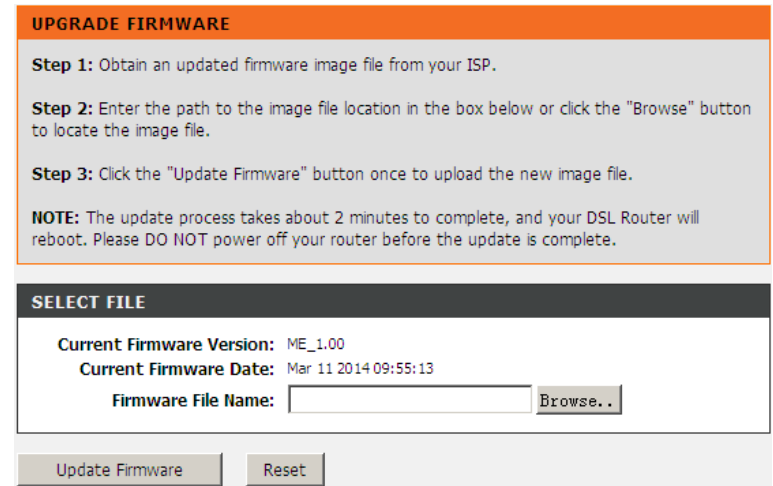 UPGRADE FIRMWARE
Step 1: Obtain an updated firmware image file from your ISP.
Step 2: Enter the path to the image file location in the box below or click the "Browse" button
to locate the image file.
Step 3: Click the "Update Firmware" button once to upload the new image file.
NOTE: The update process takes about 2 minutes to complete, and your DSL Router will
reboot. Please DO NOT power off your router before the update is complete.
SELECT FILE
Current Firmware Version: ME_1.00
Current Firmware Date: Mar 11 2014 09:55:13
Firmware File Name: Browse..
Update Firmware Reset